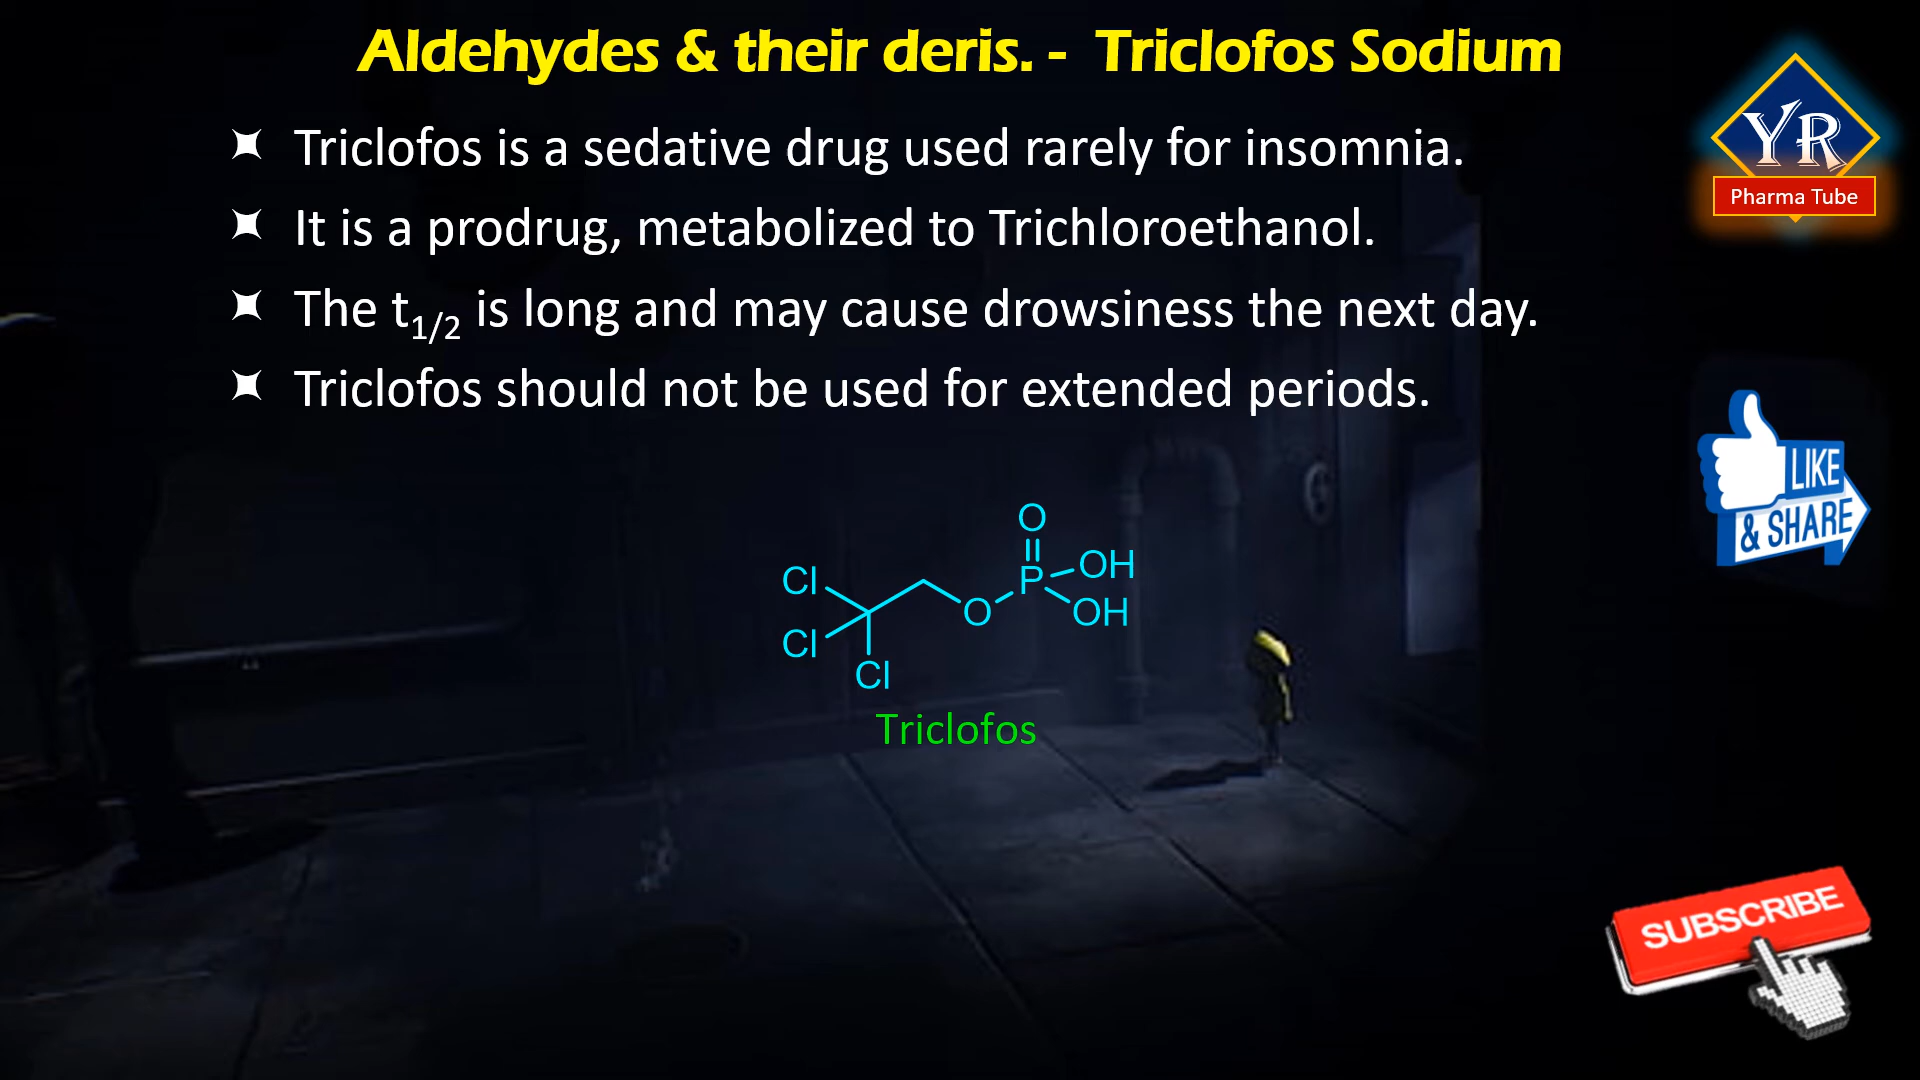 Aldehydes & their deris. - Triclofos Sodium
YR
Pharma Tube
Triclofos is a sedative drug used rarely for insomnia.
It is a prodrug, metabolized to Trichloroethanol.
The t1/2 is long and may cause drowsiness the next day.
Triclofos should not be used for extended periods.
LIKE
& SHARE
O
Cl
P
OH
O
OH
Cl
Cl
Triclofos
SUBSCRIBE